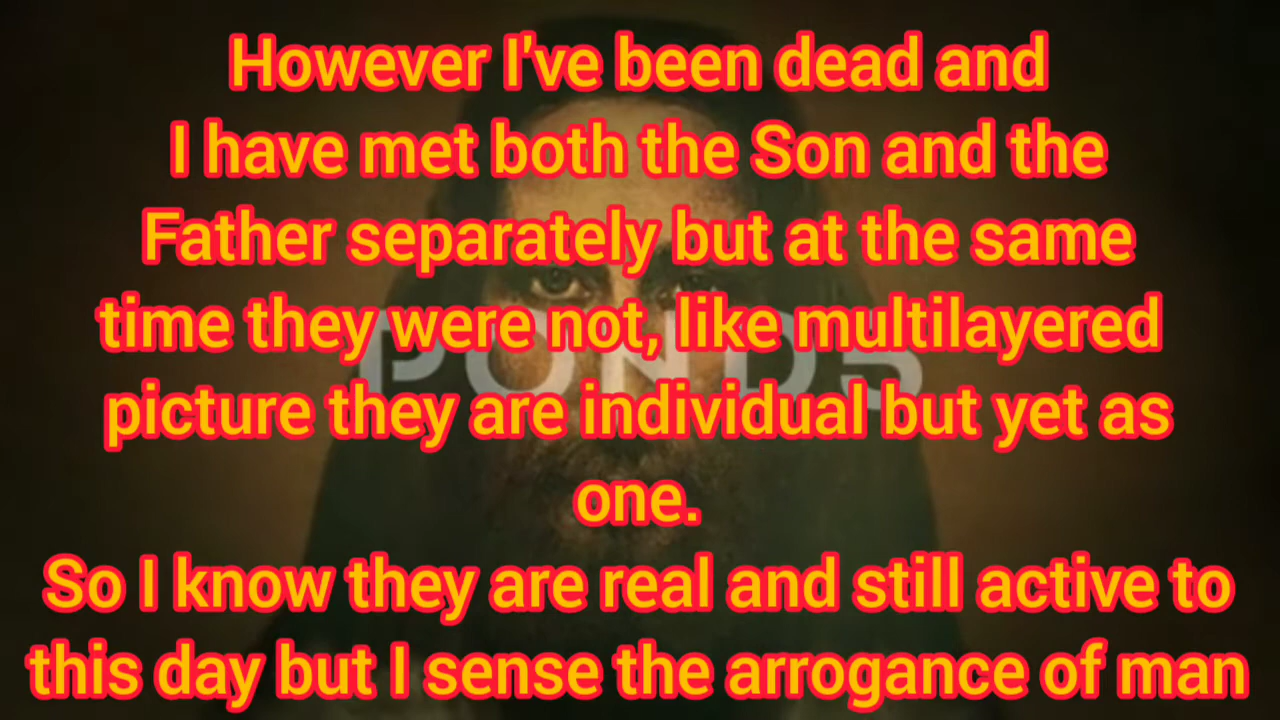 However I've been dead and
I have met both the Son and the
Father separately but at the same
time they were not, like multilayered
picture they are individual but yet as
one.
So I know they are real and still active to
this day but I sense the arrogance of man
POND5